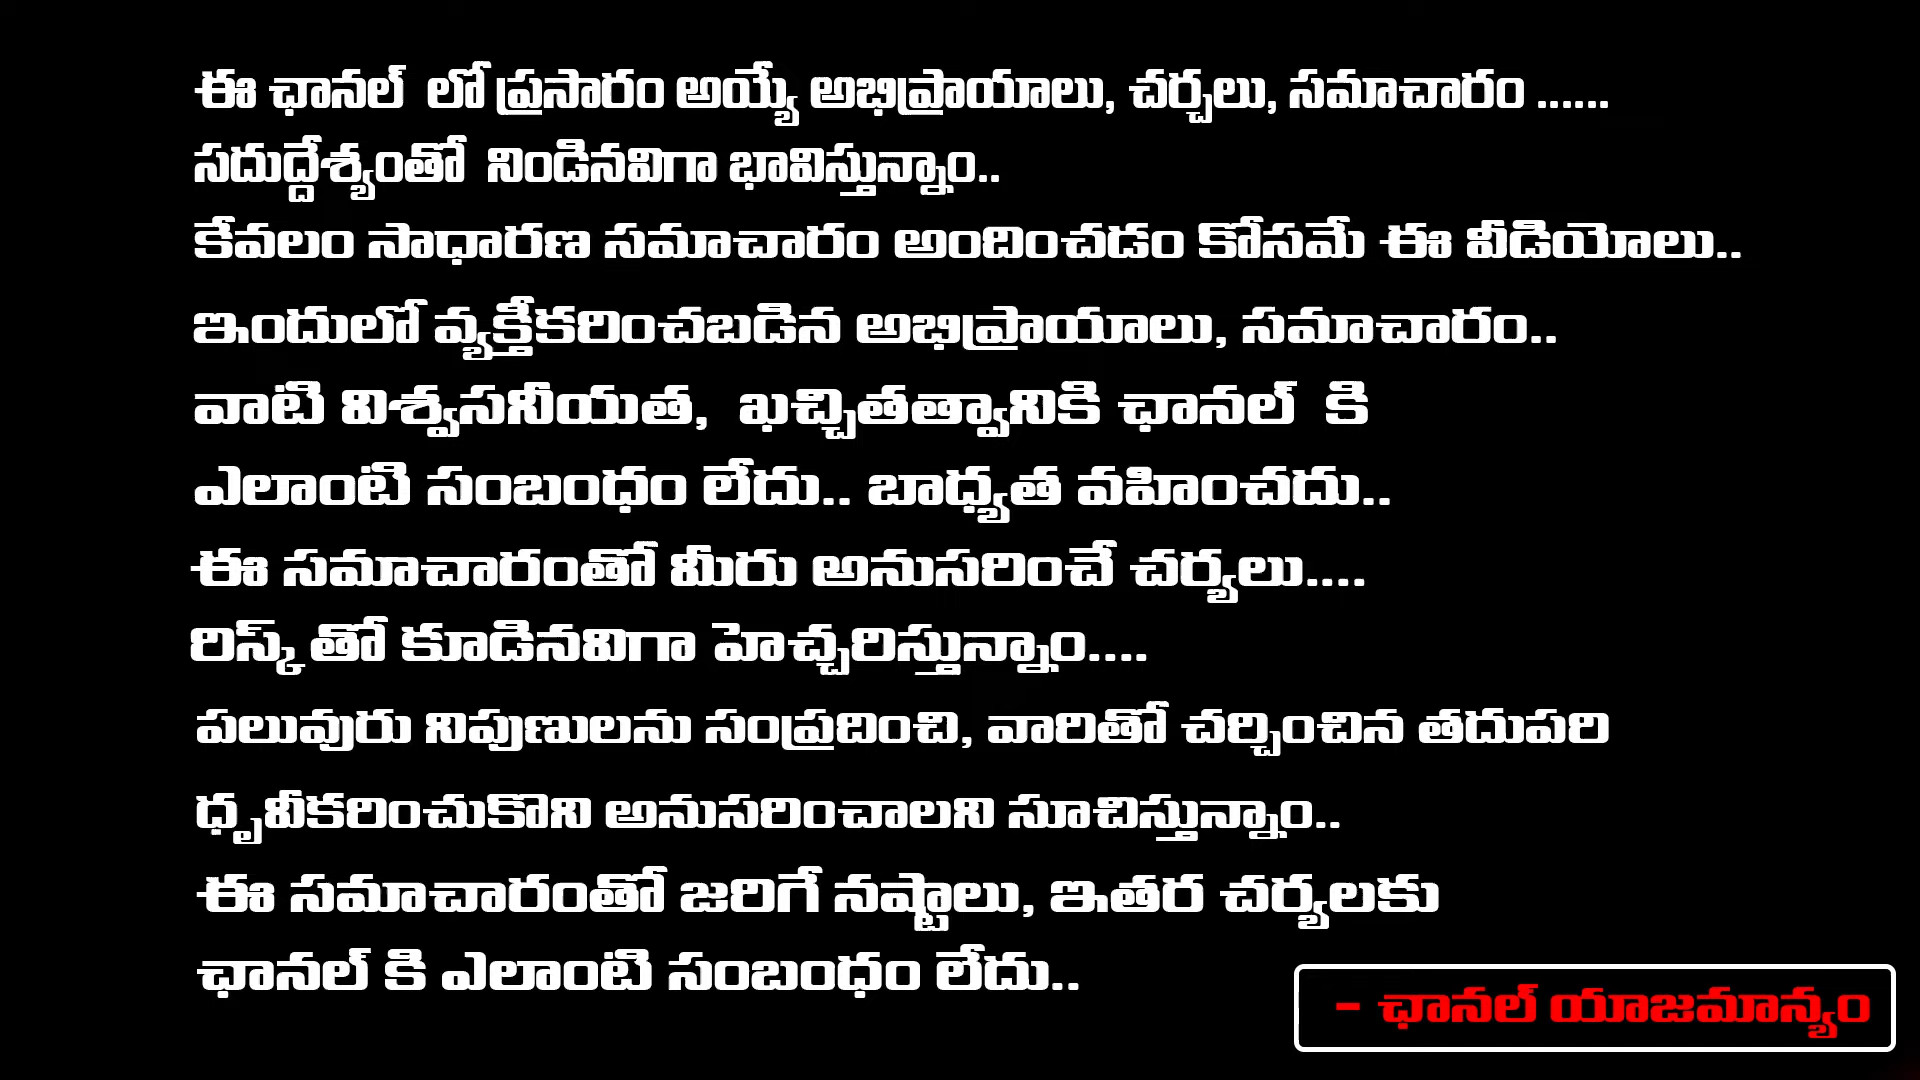 ఈ ఛానల్ లో ప్రసారం అయ్యే అభిప్రాయాలు, చర్చలు, సమాచారం ......
సదుద్దేశ్యంతో నిండినవిగా భావిస్తున్నాం..
కేవలం సాధారణ సమాచారం అందించడం కోసమే ఈ వీడియోలు..
ఇందులో వ్యక్తీకరించబడిన అభిప్రాయాలు, సమాచారం..
వాటి విశ్వసనీయత, ఖచ్చితత్వానికి ఛానల్ కి
ఎలాంటి సంబంధం లేదు.. బాధ్యత వహించదు..
ఈ సమాచారంతో మీరు అనుసరించే చర్యలు....
రిస్క్ తో కూడినవిగా హెచ్చరిస్తున్నాం....
పలువురు నిపుణులను సంప్రదించి, వారితో చర్చించిన తదుపరి
ధృవీకరించుకొని అనుసరించాలని సూచిస్తున్నాం..
ఈ సమాచారంతో జరిగే నష్టాలు, ఇతర చర్యలకు
ఛానల్ కి ఎలాంటి సంబంధం లేదు..
- ఛానల్ యాజమాన్యం